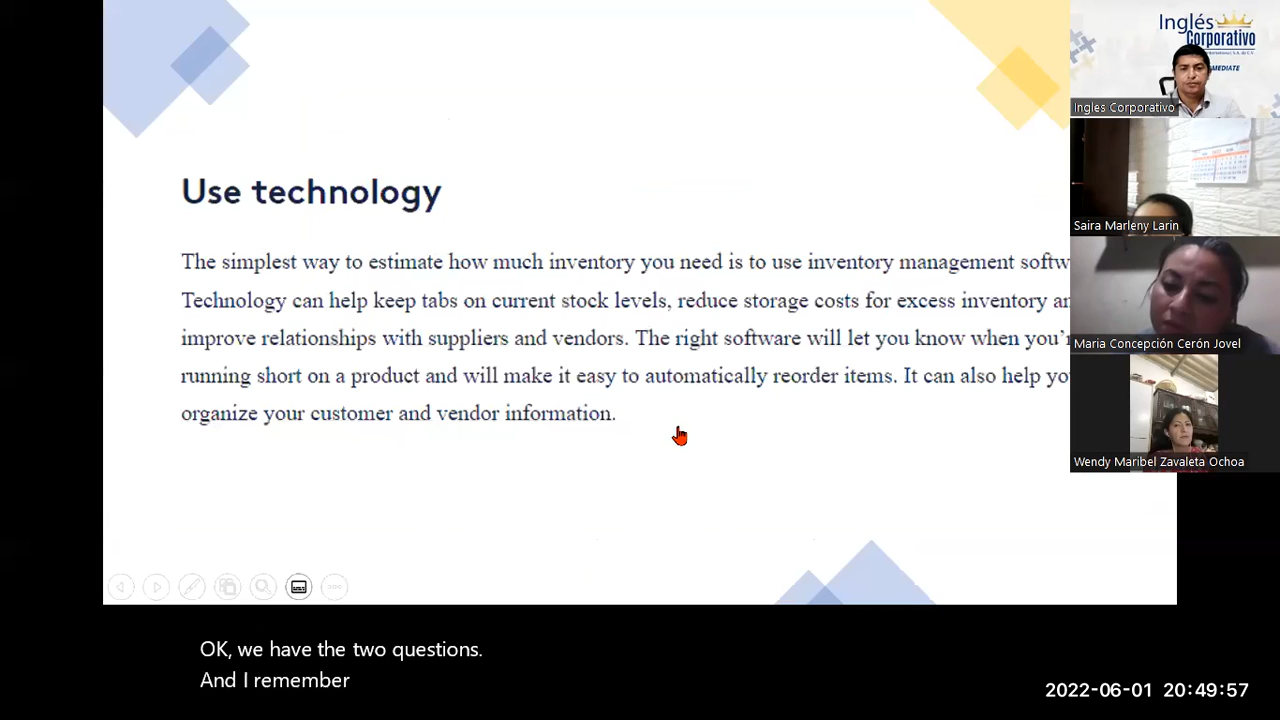 Use technology
The simplest way to estimate how much inventory you need is to use inventory management softw
Technology can help keep tabs on current stock levels, reduce storage costs for excess inventory an
improve relationships with suppliers and vendors. The right software will let you know when you'r
running short on a product and will make it easy to automatically reorder items. It can also help yo
organize your customer and vendor information.
OK, we have the two questions.
And I remember
Inglés
Corporativo
MEDIATE
Ingles Corporativo
Saira Marleny Larin
Maria Concepción Cerón Jovel
Wendy Maribel Zavaleta Ochoa
2022-06-01 20:49:57